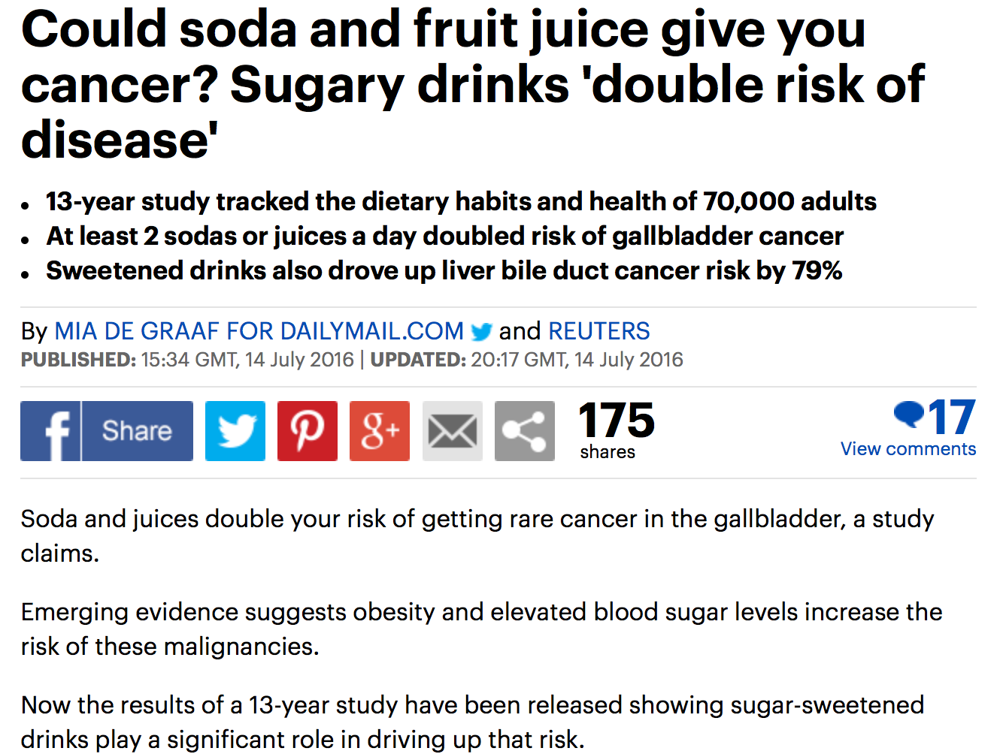 Could soda and fruit juice give you
cancer? Sugary drinks 'double risk of
disease'
• 13-year study tracked the dietary habits and health of 70,000 adults
• At least 2 sodas or juices a day doubled risk of gallbladder cancer
• Sweetened drinks also drove up liver bile duct cancer risk by 79%
By MIA DE GRAAF FOR DAILYMAIL.COM and REUTERS
PUBLISHED: 15:34 GMT, 14 July 2016 | UPDATED: 20:17 GMT, 14 July 2016
f Share g+ 175 17
shares View comments
Soda and juices double your risk of getting rare cancer in the gallbladder, a study
claims.
Emerging evidence suggests obesity and elevated blood sugar levels increase the
risk of these malignancies.
Now the results of a 13-year study have been released showing sugar-sweetened
drinks play a significant role in driving up that risk.